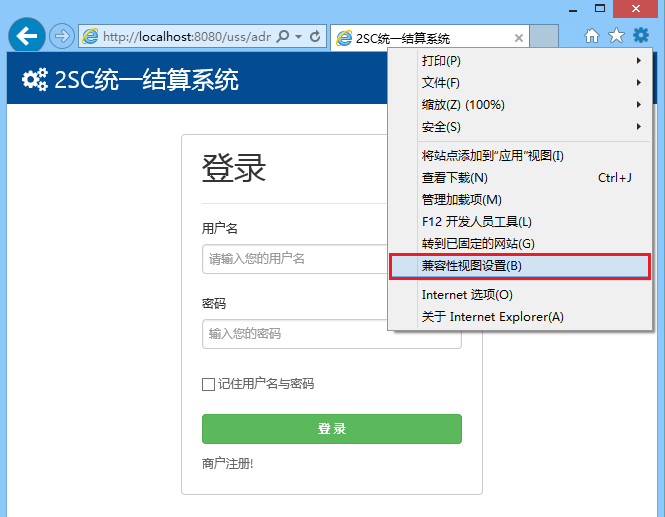 http://localhost:8080/uss/adr
2SC统一结算系统
2SC统一结算系统
打印(P)
文件(F)
缩放(Z) (100%)
安全(S)
将站点添加到“应用”视图(I)
查看下载(N) Ctrl+J
管理加载项(M)
F12 开发人员工具(L)
转到已固定的网站(G)
兼容性视图设置(B)
Internet 选项(O)
关于 Internet Explorer(A)
登录
用户名
请输入您的用户名
密码
输入您的密码
记住用户名与密码
登 录
商户注册!